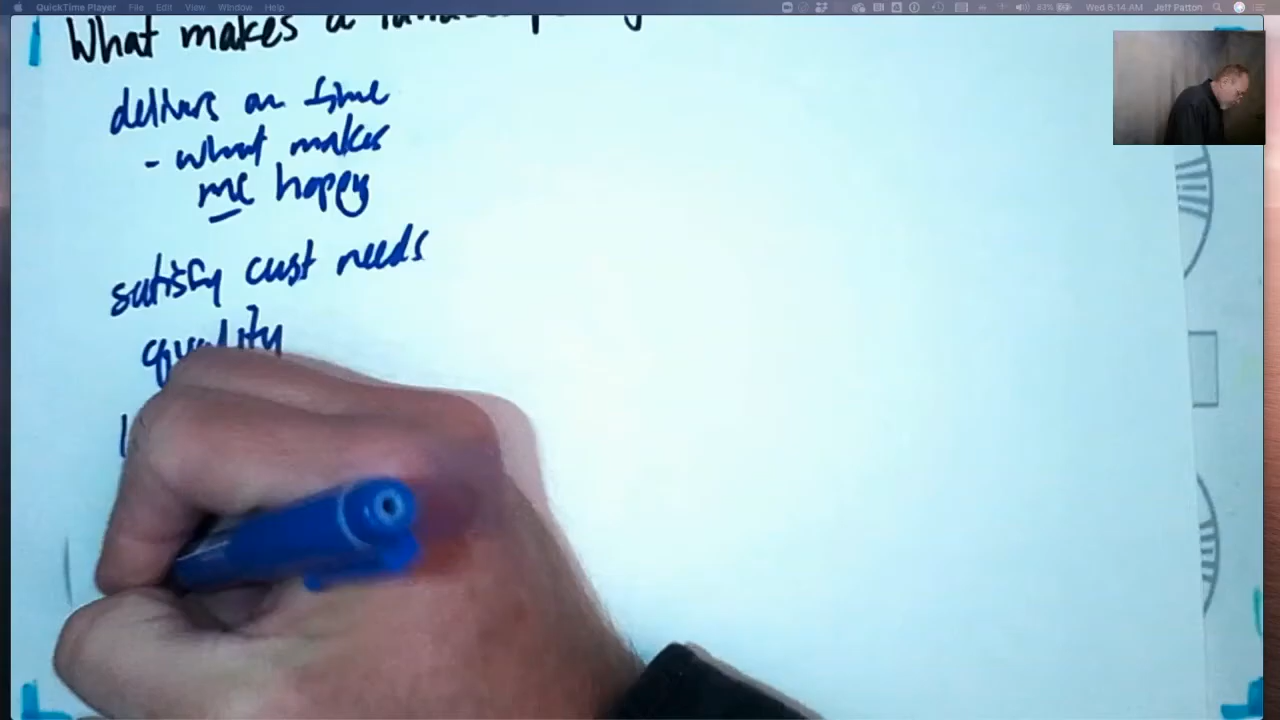 QuickTime Player File Edit View Window Help 83% Wed 5:14 AM Jeff Patton
What makes a
delivers on time
- what makes
me happy
satisfy cust needs
quality